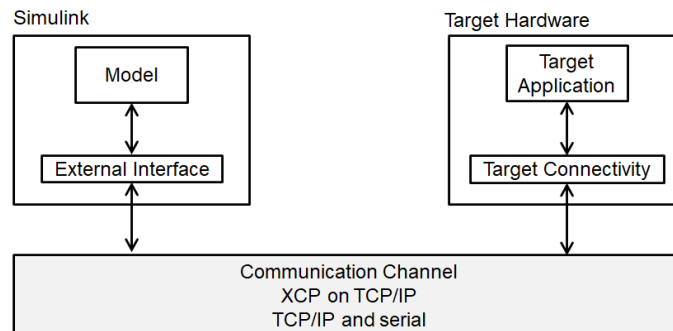 Simulink
Target Hardware
Model
Target
Application
External Interface
Target Connectivity
Communication Channel
XCP on TCP/IP
TCP/IP and serial